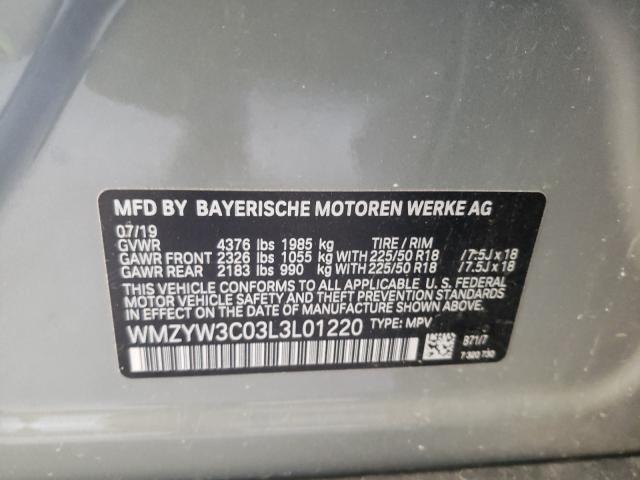 MFD BY BAYERISCHE MOTOREN WERKE AG
07/19
GVWR 4376 lbs 1985 kg TIRE / RIM
GAWR FRONT 2326 lbs 1055 kg WITH 225/50 R18 / 7.5J x 18
GAWR REAR 2183 lbs 990 kg WITH 225/50 R18 / 7.5J x 18
THIS VEHICLE CONFORMS TO ALL APPLICABLE U. S. FEDERAL
MOTOR VEHICLE SAFETY AND THEFT PREVENTION STANDARDS
IN EFFECT ON THE DATE OF MANUFACTURE SHOWN ABOVE.
WMZYW3C03L3L01220 TYPE: MPV
B71/7